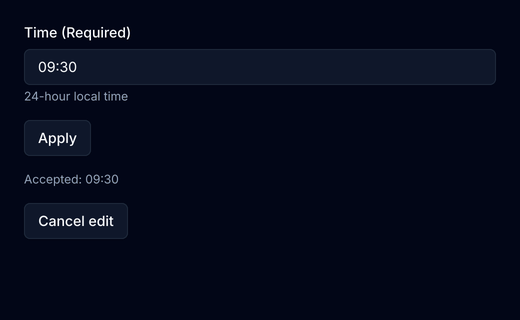 Time (Required)
09:30
24-hour local time
Apply
Accepted: 09:30
Cancel edit